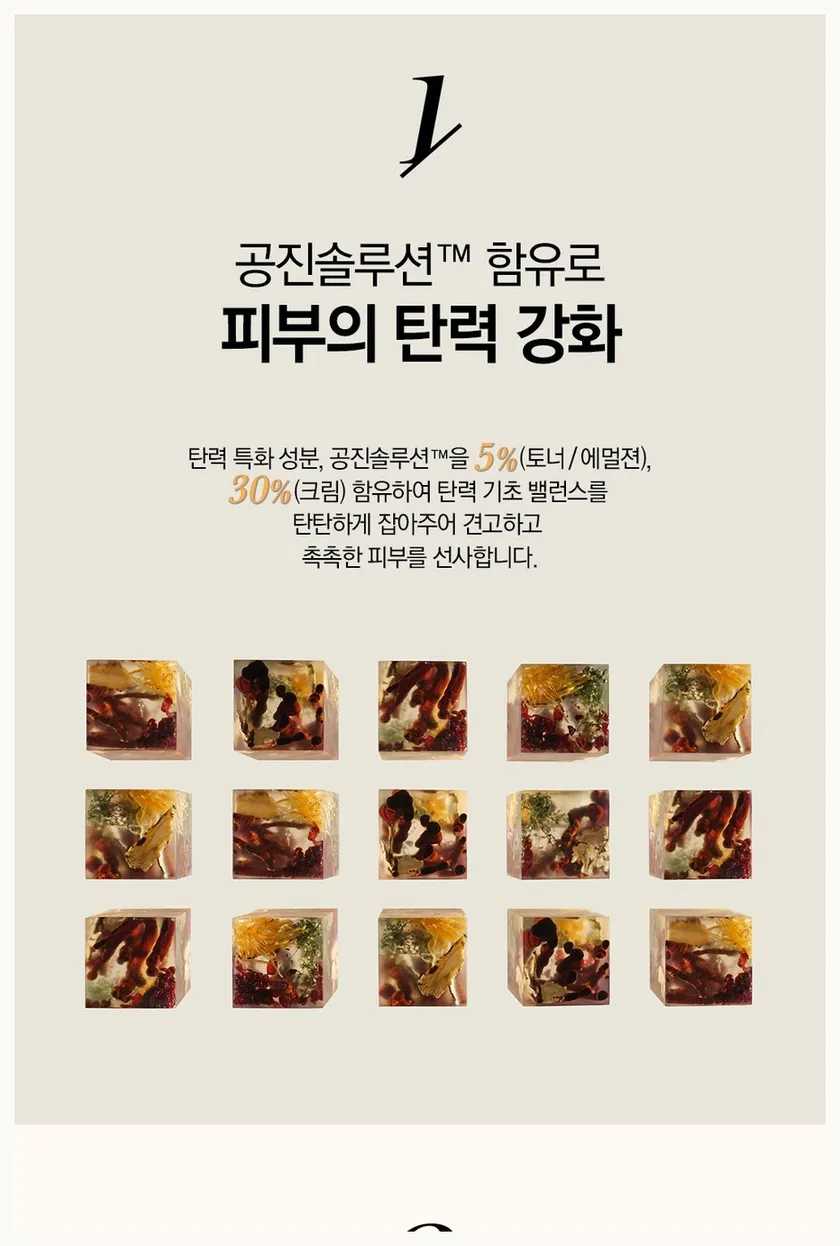 1
공진솔루션™ 함유로
피부의 탄력 강화
탄력 특화 성분, 공진솔루션™을 5%(토너/에멀젼),
30%(크림) 함유하여 탄력 기초 밸런스를
탄탄하게 잡아주어 견고하고
촉촉한 피부를 선사합니다.